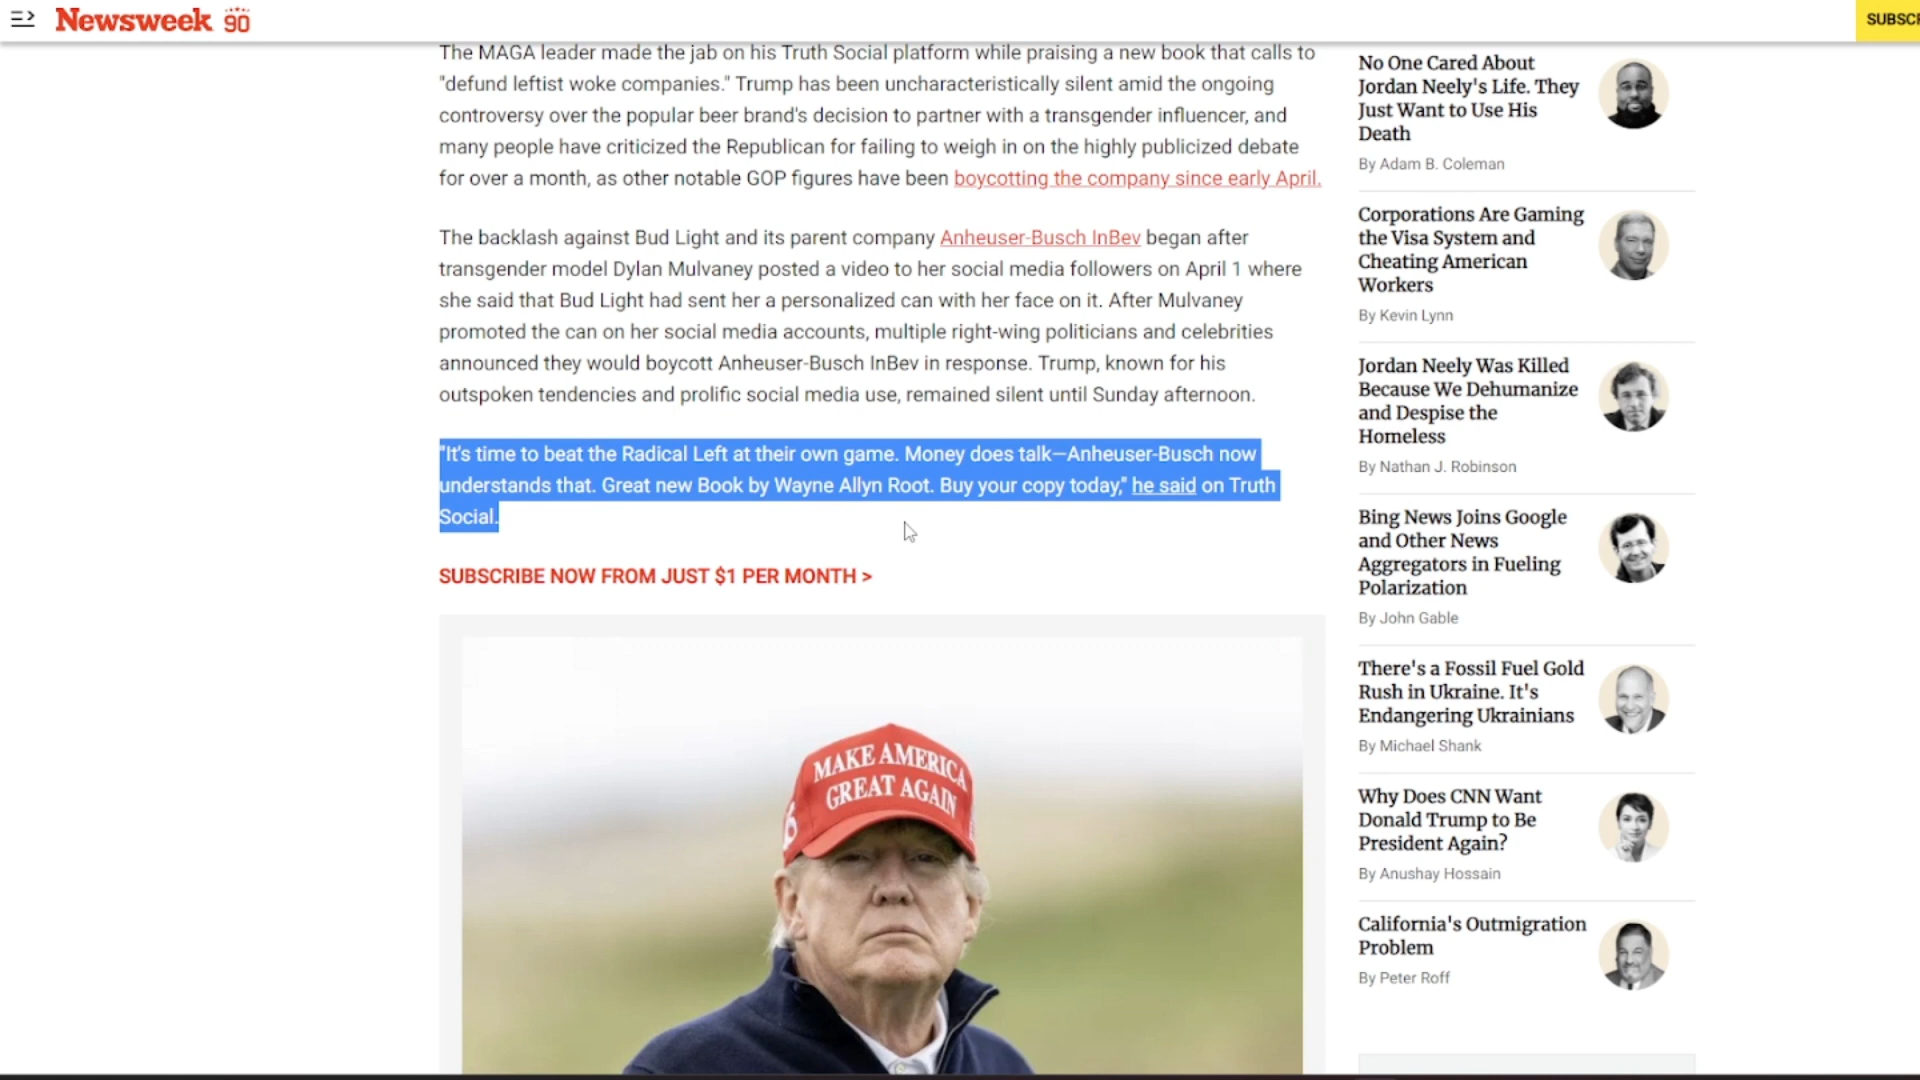 Newsweek 90
SUBSCR
The MAGA leader made the jab on his Truth Social platform while praising a new book that calls to
"defund leftist woke companies." Trump has been uncharacteristically silent amid the ongoing
controversy over the popular beer brand's decision to partner with a transgender influencer, and
many people have criticized the Republican for failing to weigh in on the highly publicized debate
for over a month, as other notable GOP figures have been boycotting the company since early April.
The backlash against Bud Light and its parent company Anheuser-Busch InBev began after
transgender model Dylan Mulvaney posted a video to her social media followers on April 1 where
she said that Bud Light had sent her a personalized can with her face on it. After Mulvaney
promoted the can on her social media accounts, multiple right-wing politicians and celebrities
announced they would boycott Anheuser-Busch InBev in response. Trump, known for his
outspoken tendencies and prolific social media use, remained silent until Sunday afternoon.
"It's time to beat the Radical Left at their own game. Money does talk—Anheuser-Busch now
understands that. Great new Book by Wayne Allyn Root. Buy your copy today," he said on Truth
Social.
SUBSCRIBE NOW FROM JUST $1 PER MONTH >
MAKE AMERICA
GREAT AGAIN
No One Cared About
Jordan Neely's Life. They
Just Want to Use His
Death
By Adam B. Coleman
Corporations Are Gaming
the Visa System and
Cheating American
Workers
By Kevin Lynn
Jordan Neely Was Killed
Because We Dehumanize
and Despise the
Homeless
By Nathan J. Robinson
Bing News Joins Google
and Other News
Aggregators in Fueling
Polarization
By John Gable
There's a Fossil Fuel Gold
Rush in Ukraine. It's
Endangering Ukrainians
By Michael Shank
Why Does CNN Want
Donald Trump to Be
President Again?
By Anushay Hossain
California's Outmigration
Problem
By Peter Roff